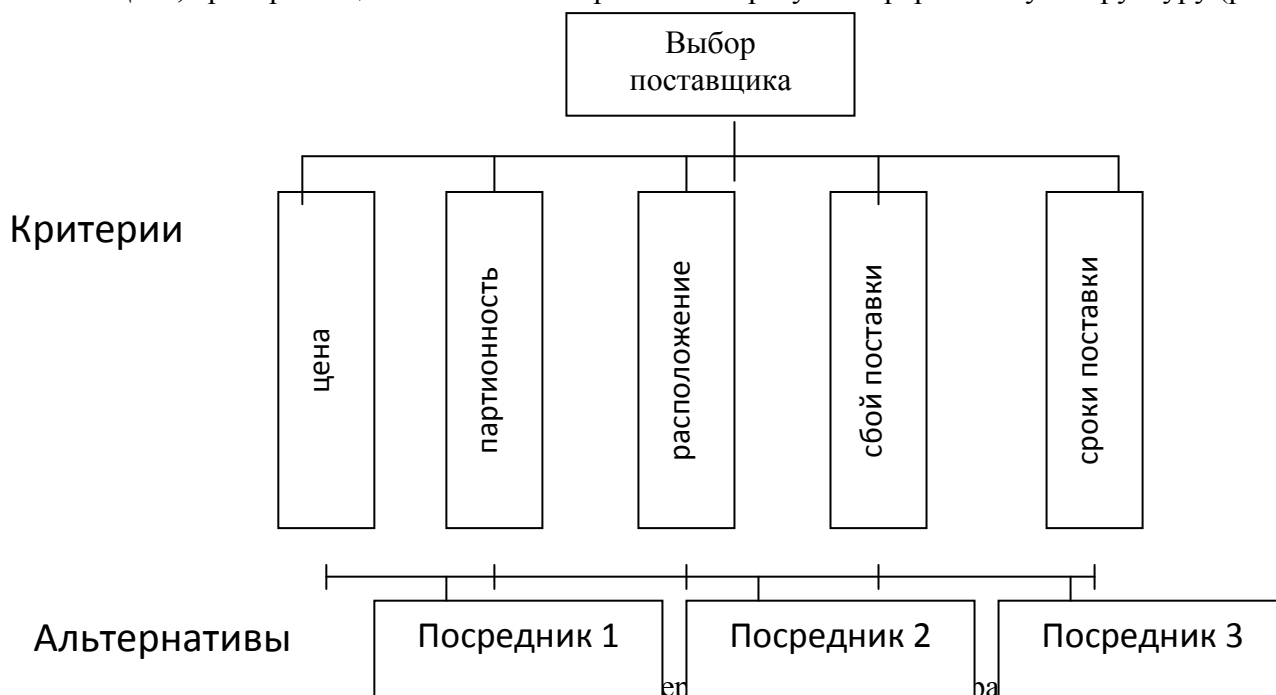 Выбор
поставщика
Критерии
цена
партионность
расположение
сбой поставки
сроки поставки
Альтернативы
Посредник 1
Посредник 2
Посредник 3